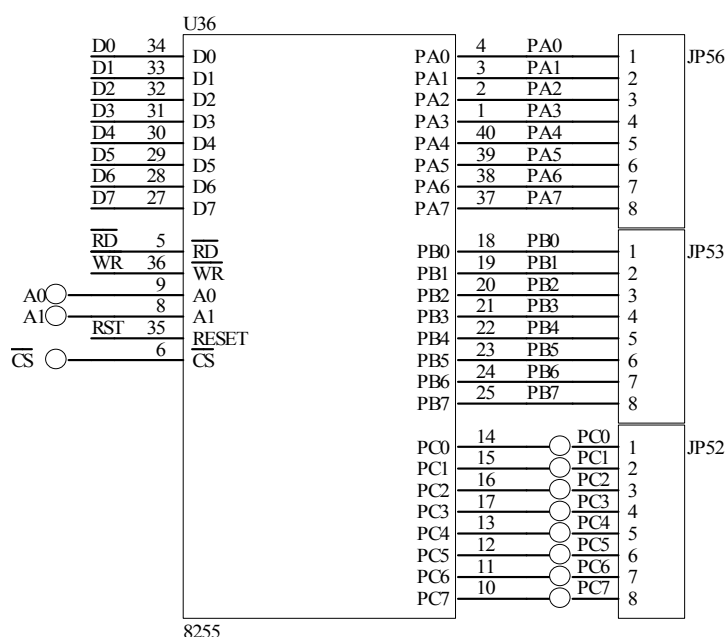 U36
D0 34 D0 PA0 4 PA0 1 JP56
D1 33 D1 PA1 3 PA1 2
D2 32 D2 PA2 2 PA2 3
D3 31 D3 PA3 1 PA3 4
D4 30 D4 PA4 40 PA4 5
D5 29 D5 PA5 39 PA5 6
D6 28 D6 PA6 38 PA6 7
D7 27 D7 PA7 37 PA7 8
R̅D̅ 5 R̅D̅ PB0 18 PB0 1 JP53
W̅R̅ 36 W̅R̅ PB1 19 PB1 2
A0 9 A0 PB2 20 PB2 3
A1 8 A1 PB3 21 PB3 4
RST 35 RESET PB4 22 PB4 5
C̅S̅ 6 C̅S̅ PB5 23 PB5 6
PB6 24 PB6 7
PB7 25 PB7 8
PC0 14 PC0 1 JP52
PC1 15 PC1 2
PC2 16 PC2 3
PC3 17 PC3 4
PC4 13 PC4 5
PC5 12 PC5 6
PC6 11 PC6 7
PC7 10 PC7 8
8255